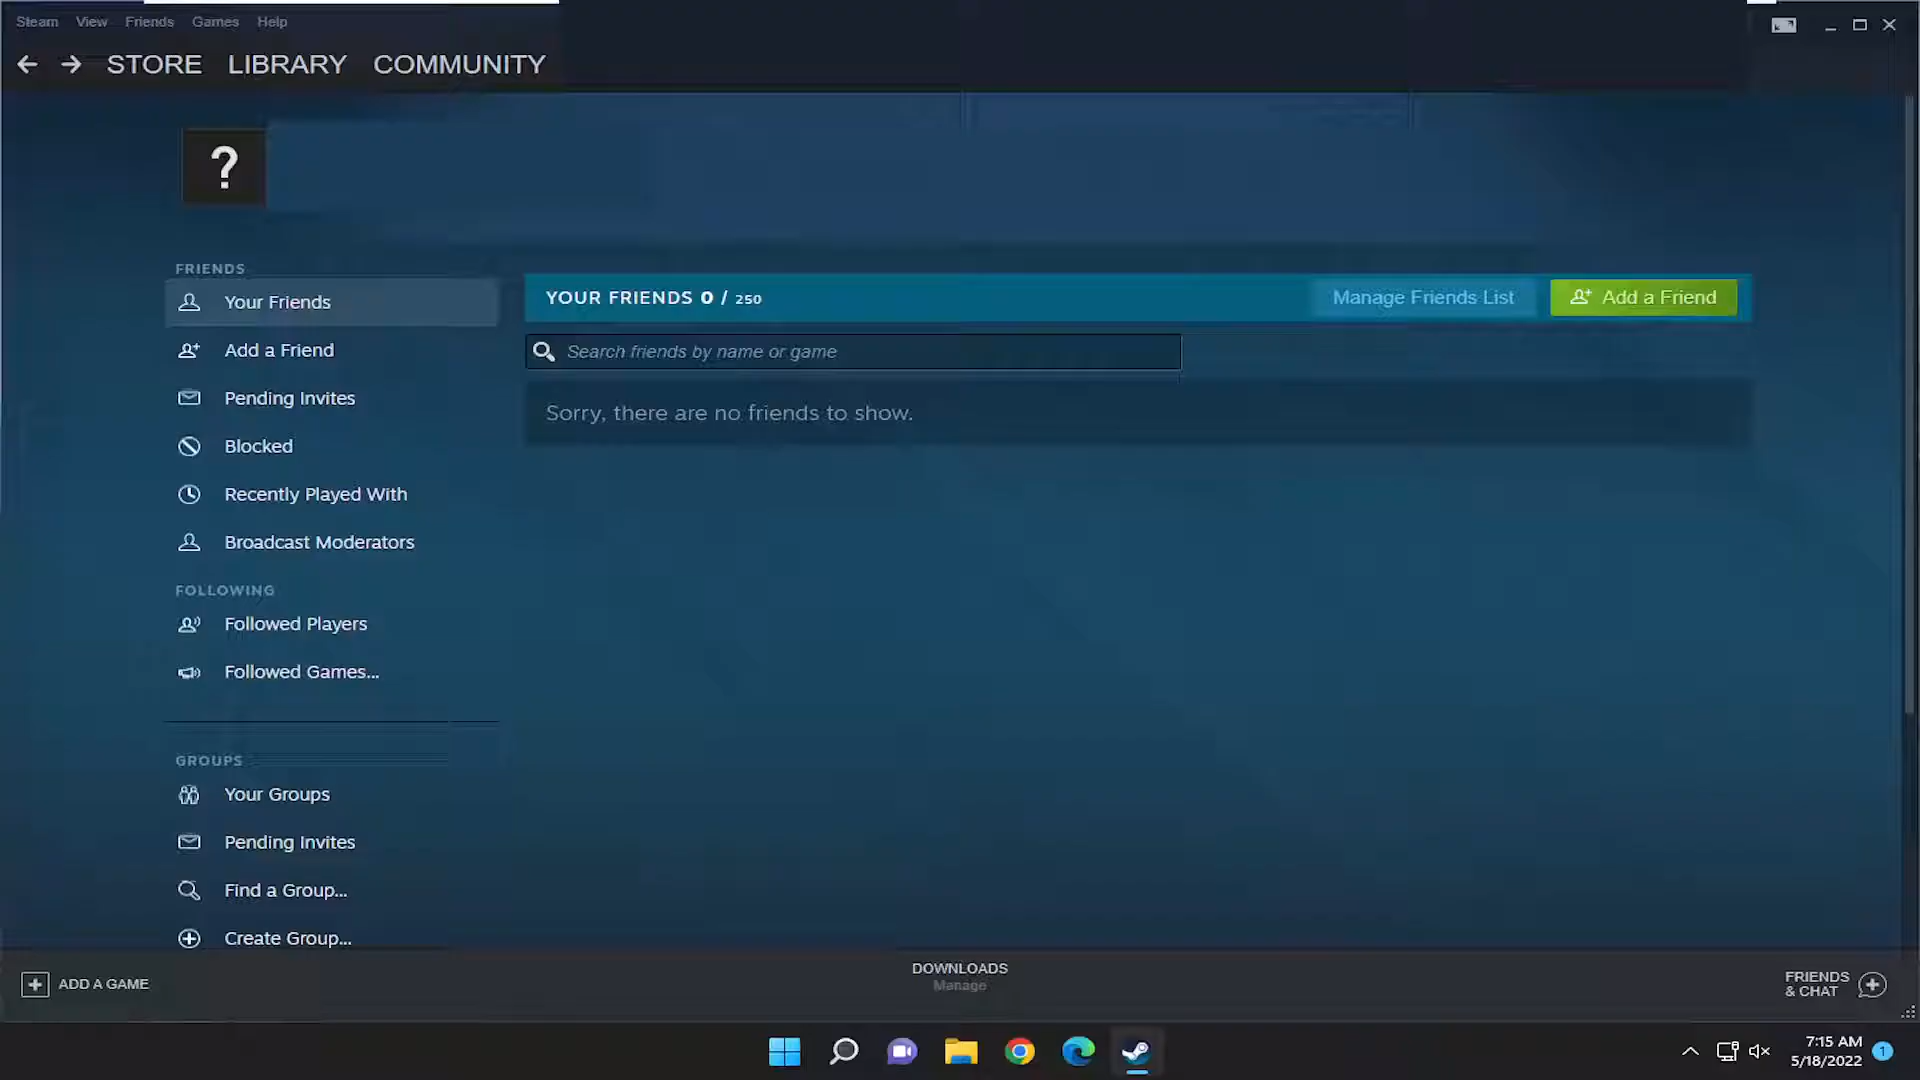 Steam View Friends Games Help
STORE LIBRARY COMMUNITY
?
FRIENDS
Your Friends
Add a Friend
Pending Invites
Blocked
Recently Played With
Broadcast Moderators
FOLLOWING
Followed Players
Followed Games...
GROUPS
Your Groups
Pending Invites
Find a Group...
Create Group...
YOUR FRIENDS 0 / 250
Manage Friends List
Add a Friend
Search friends by name or game
Sorry, there are no friends to show.
ADD A GAME
DOWNLOADS
Manage
FRIENDS
& CHAT
7:15 AM
5/18/2022
1